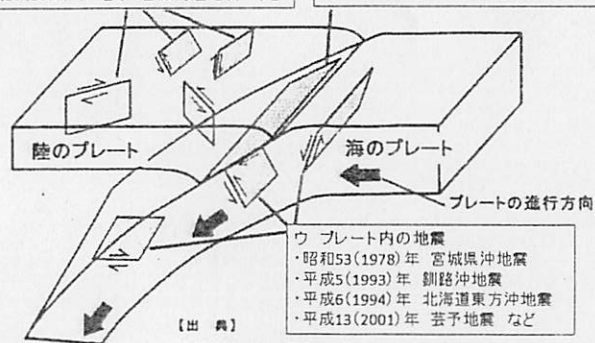 陸のプレート
海のプレート
プレートの進行方向
ウ プレート内の地震
・昭和53(1978)年 宮城県沖地震
・平成5(1993)年 釧路沖地震
・平成6(1994)年 北海道東方沖地震
・平成13(2001)年 芸予地震 など
【出 典】